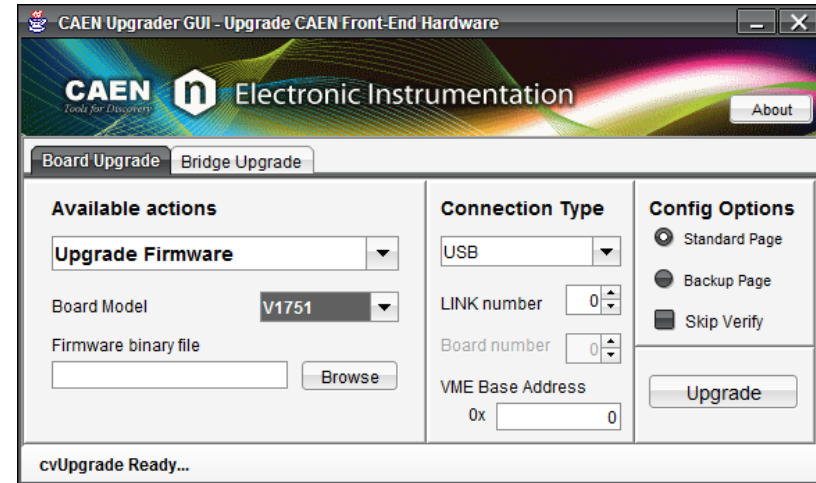 CAEN Upgrader GUI - Upgrade CAEN Front-End Hardware
CAEN n Electronic Instrumentation
Tools for Discovery
About
Board Upgrade Bridge Upgrade
Available actions
Upgrade Firmware
Board Model V1751
Firmware binary file
Browse
Connection Type
USB
LINK number 0
Board number 0
VME Base Address
0x 0
Config Options
Standard Page
Backup Page
Skip Verify
Upgrade
cvUpgrade Ready...